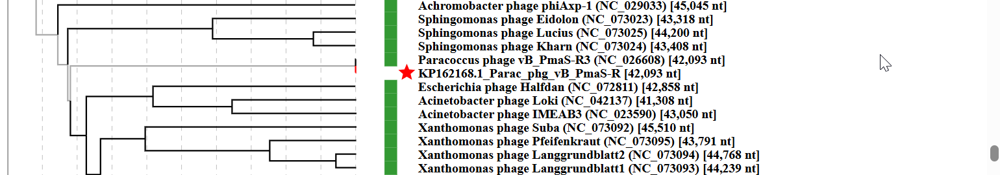 Achromobacter phage phiAxp-1 (NC_029033) [45,045 nt]
Sphingomonas phage Eidolon (NC_073023) [43,318 nt]
Sphingomonas phage Lucius (NC_073025) [44,200 nt]
Sphingomonas phage Kharn (NC_073024) [43,408 nt]
Paracoccus phage vB_PmaS-R3 (NC_026608) [42,093 nt]
KP162168.1_Parac_phg_vB_PmaS-R [42,093 nt]
Escherichia phage Halfdan (NC_072811) [42,858 nt]
Acinetobacter phage Loki (NC_042137) [41,308 nt]
Acinetobacter phage IMEAB3 (NC_023590) [43,050 nt]
Xanthomonas phage Suba (NC_073092) [45,510 nt]
Xanthomonas phage Pfeifenkraut (NC_073095) [43,791 nt]
Xanthomonas phage Langgrundblatt2 (NC_073094) [44,768 nt]
Xanthomonas phage Langgrundblatt1 (NC_073093) [44,239 nt]